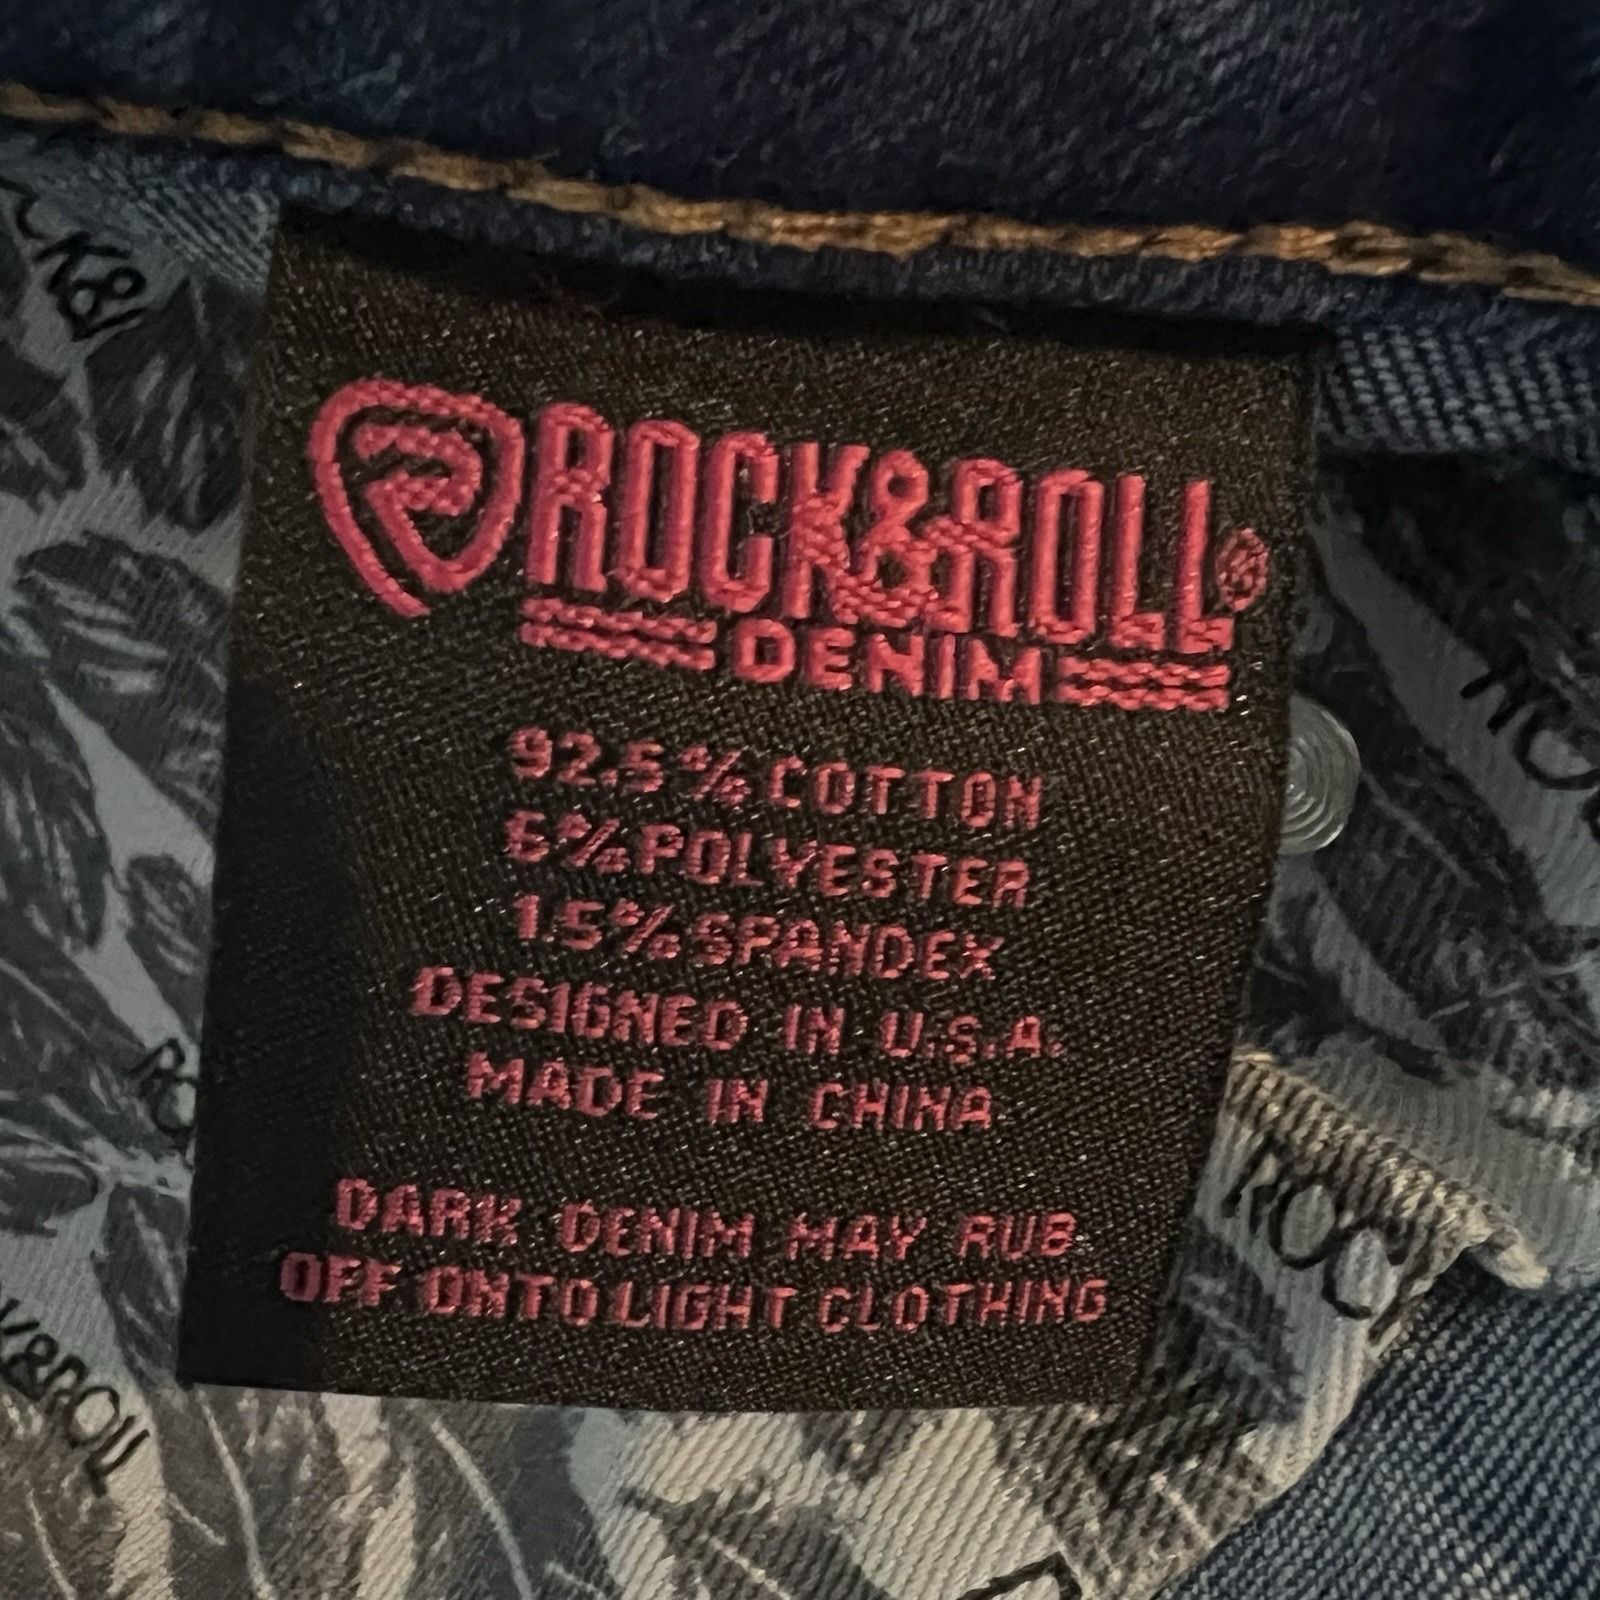 ROCK&ROLL®
DENIM
92.5% COTTON
6% POLYESTER
1.5% SPANDEX
DESIGNED IN U.S.A.
MADE IN CHINA
DARK DENIM MAY RUB
OFF ONTO LIGHT CLOTHING